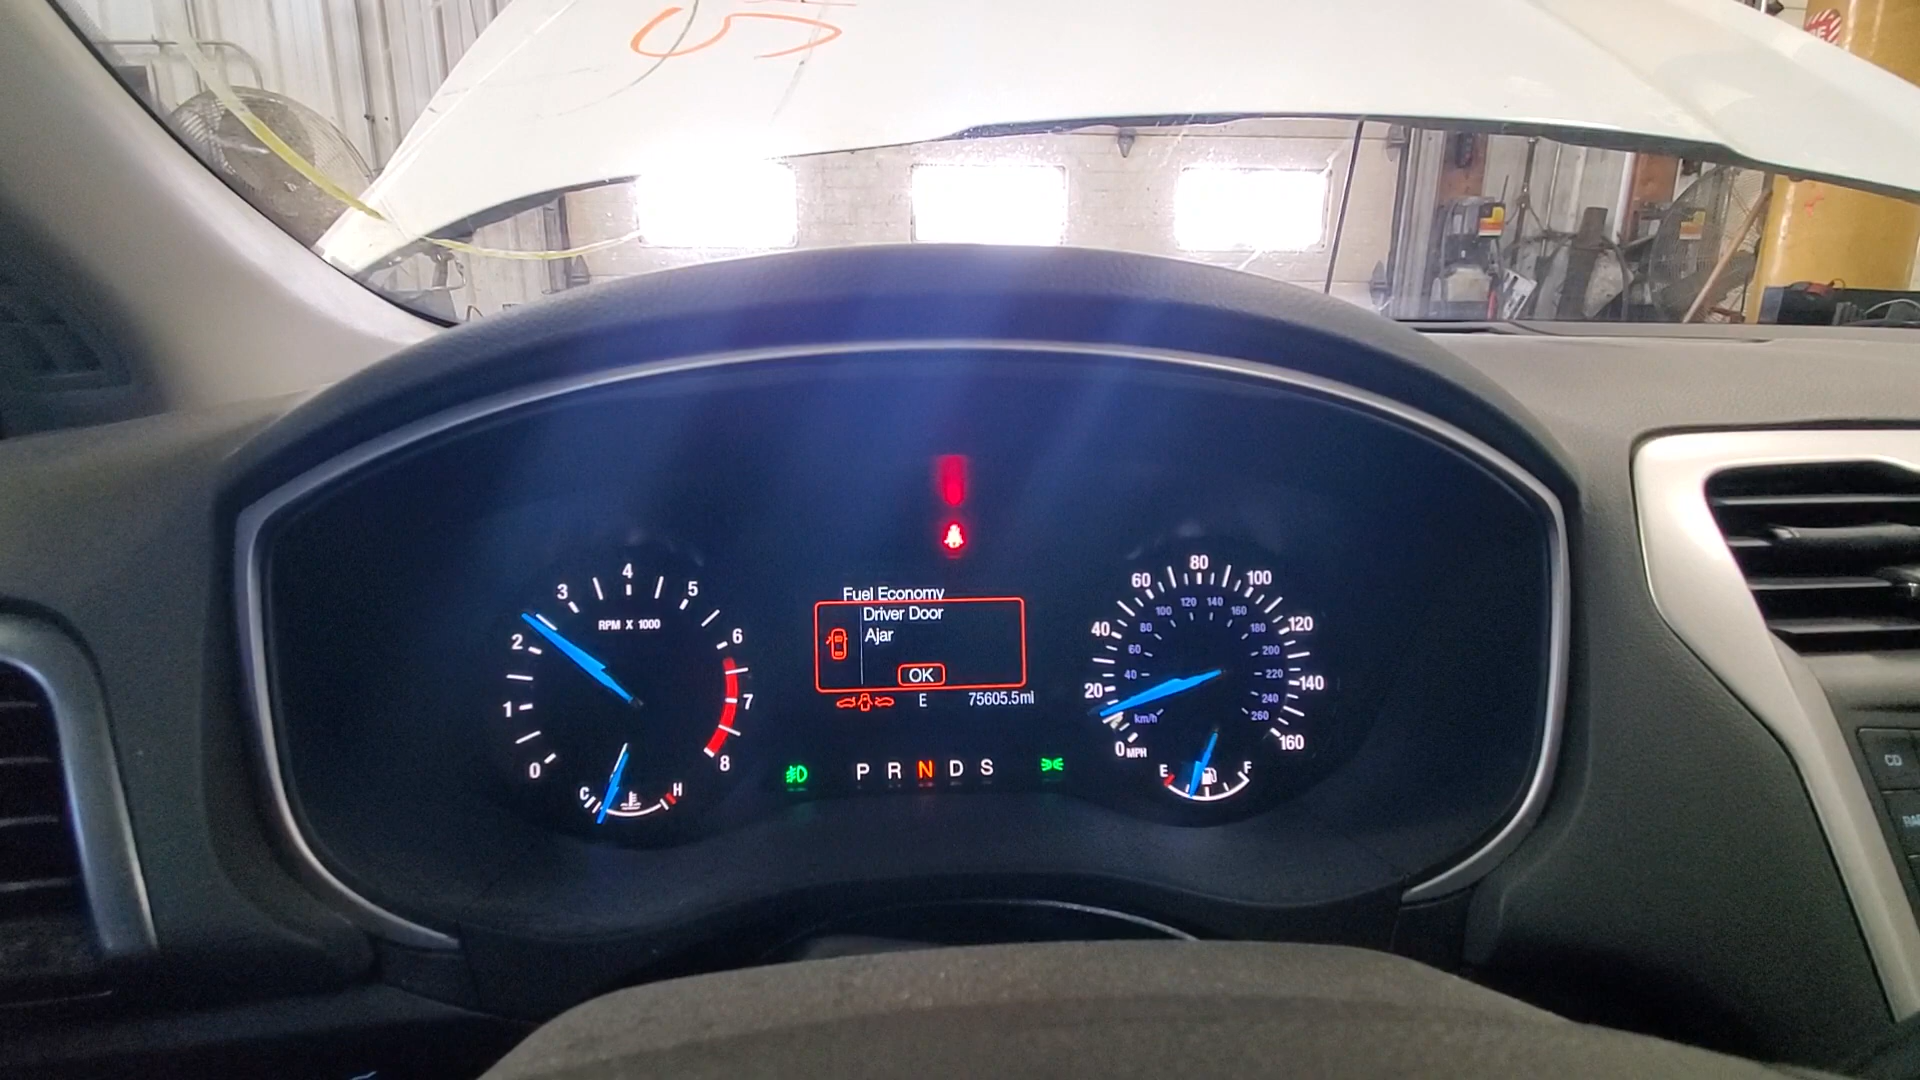 Fuel Economy
Driver Door
Ajar
OK
E 75605.5mi
P R N D S
0 1 2 3 4 5 6 7 8
RPM X 1000
C H
0 20 40 60 80 100 120 140 160
MPH
40 60 80 100 120 140 160 180 200 220 240 260
km/h
E F
CD